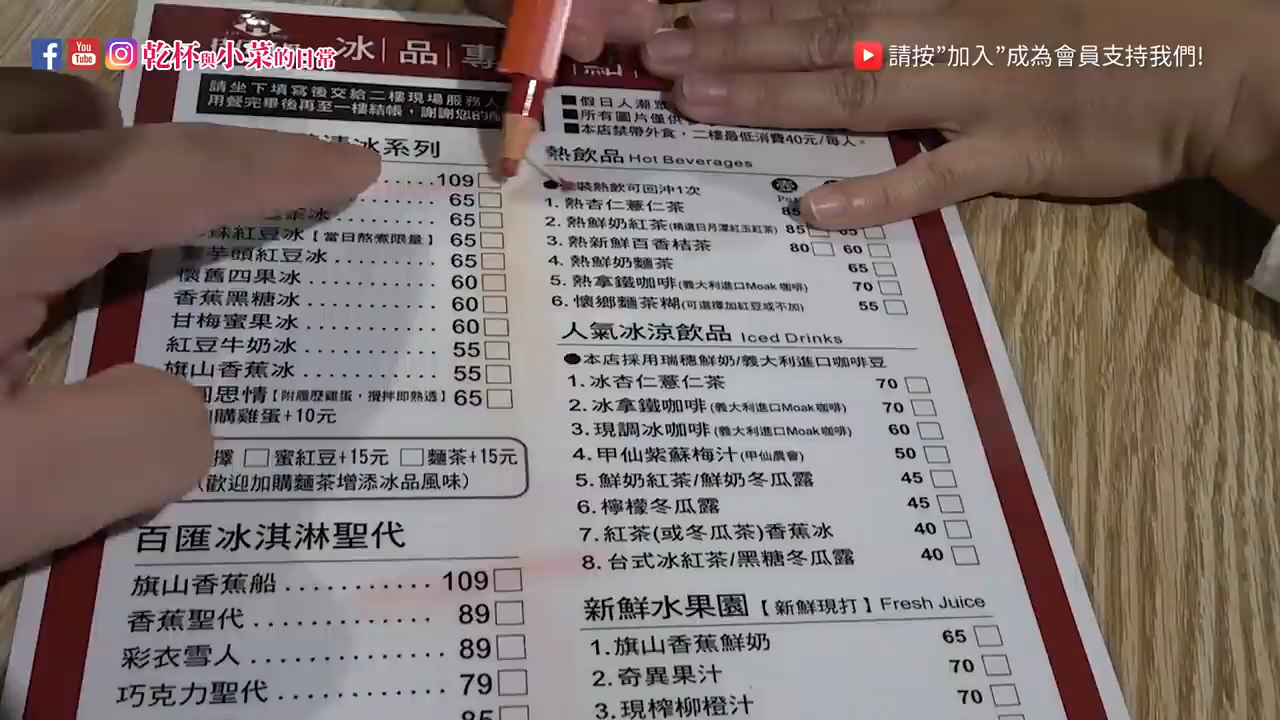 乾杯與小菜的日常
請按”加入”成為會員支持我們!
冰|品|專
請坐下填寫後交給二樓現場服務人
用餐完畢後再至一樓結帳，謝謝您的
■假日人潮眾
■所有圖片僅供
■本店禁帶外食，二樓最低消費40元/每人。
清冰系列
109
65
冰 65
紅豆冰【當日熬煮限量】 65
芋頭紅豆冰 65
懷舊四果冰 60
香蕉黑糖冰 60
甘梅蜜果冰 60
紅豆牛奶冰 55
旗山香蕉冰 55
回思情【附履歷雞蛋，攪拌即熟透】 65
購雞蛋+10元
擇 □蜜紅豆+15元 □麵茶+15元
(歡迎加購麵茶增添冰品風味)
百匯冰淇淋聖代
旗山香蕉船 109
香蕉聖代 89
彩衣雪人 89
巧克力聖代 79
85
熱飲品 Hot Beverages
裝熱飲可回沖1次 壺
1. 熱杏仁薏仁茶 85
2. 熱鮮奶紅茶(精選日月潭紅玉紅茶) 85 65
3. 熱新鮮百香桔茶 80 60
4. 熱鮮奶麵茶 65
5. 熱拿鐵咖啡(義大利進口Moak咖啡) 70
6. 懷鄉麵茶糊(可選擇加紅豆或不加) 55
人氣冰涼飲品 Iced Drinks
●本店採用瑞穗鮮奶/義大利進口咖啡豆
1. 冰杏仁薏仁茶 70
2. 冰拿鐵咖啡(義大利進口Moak咖啡) 70
3. 現調冰咖啡(義大利進口Moak咖啡) 60
4. 甲仙紫蘇梅汁(甲仙農會) 50
5. 鮮奶紅茶/鮮奶冬瓜露 45
6. 檸檬冬瓜露 45
7. 紅茶(或冬瓜茶)香蕉冰 40
8. 台式冰紅茶/黑糖冬瓜露 40
新鮮水果園【新鮮現打】Fresh Juice
1. 旗山香蕉鮮奶 65
2. 奇異果汁 70
3. 現榨柳橙汁 70